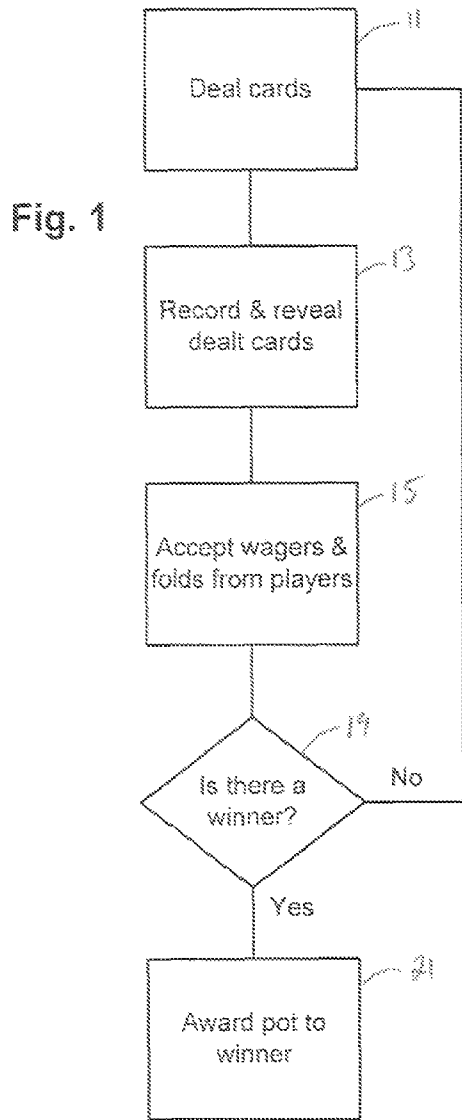 11
Deal cards
Fig. 1
13
Record & reveal
dealt cards
15
Accept wagers &
folds from players
19
Is there a
winner?
No
Yes
21
Award pot to
winner